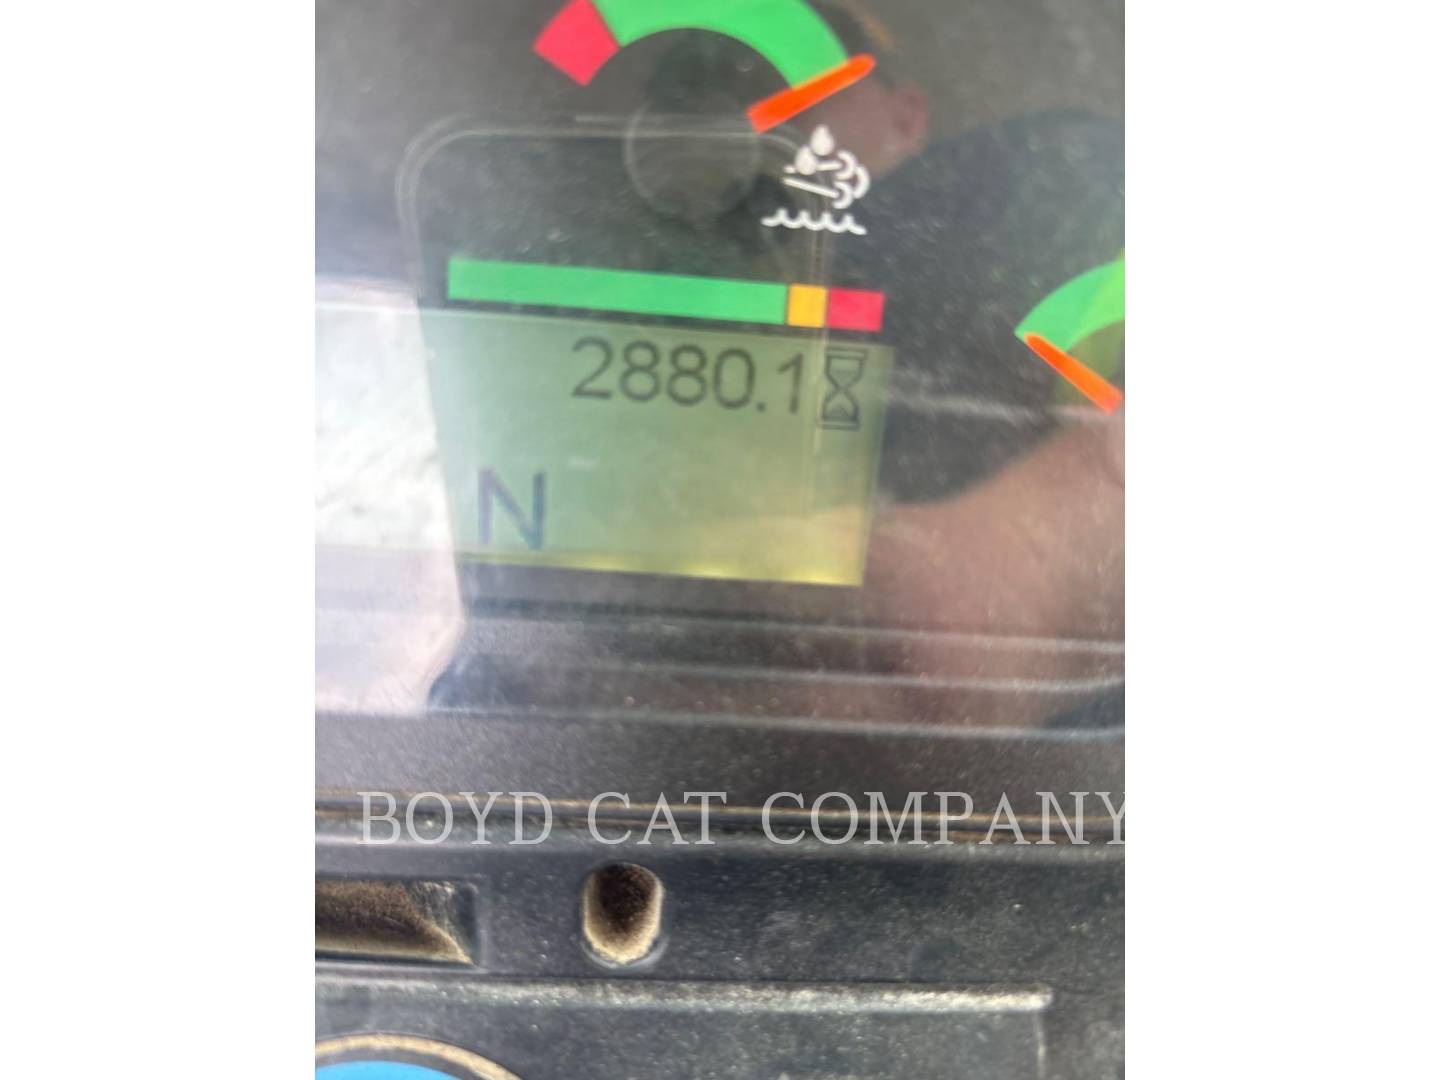 2880.1
N
BOYD CAT COMPANY